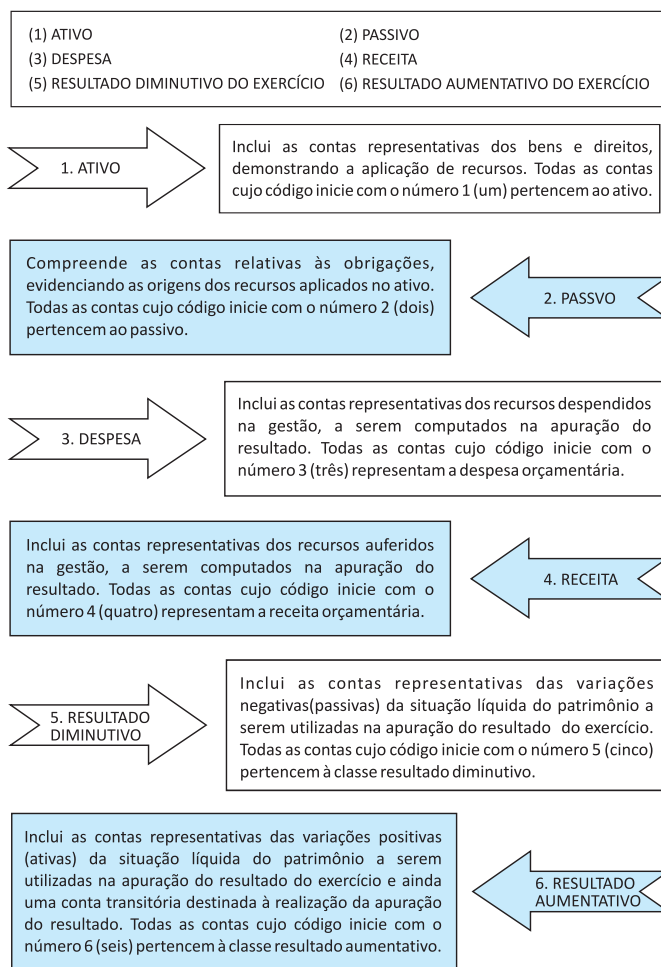 (1) ATIVO (2) PASSIVO
(3) DESPESA (4) RECEITA
(5) RESULTADO DIMINUTIVO DO EXERCÍCIO (6) RESULTADO AUMENTATIVO DO EXERCÍCIO
1. ATIVO
Inclui as contas representativas dos bens e direitos,
demonstrando a aplicação de recursos. Todas as contas
cujo código inicie com o número 1 (um) pertencem ao ativo.
Compreende as contas relativas às obrigações,
evidenciando as origens dos recursos aplicados no ativo.
Todas as contas cujo código inicie com o número 2 (dois)
pertencem ao passivo.
2. PASSVO
3. DESPESA
Inclui as contas representativas dos recursos despendidos
na gestão, a serem computados na apuração do
resultado. Todas as contas cujo código inicie com o
número 3 (três) representam a despesa orçamentária.
Inclui as contas representativas dos recursos auferidos
na gestão, a serem computados na apuração do
resultado. Todas as contas cujo código inicie com o
número 4 (quatro) representam a receita orçamentária.
4. RECEITA
5. RESULTADO
DIMINUTIVO
Inclui as contas representativas das variações
negativas(passivas) da situação líquida do patrimônio a
serem utilizadas na apuração do resultado do exercício.
Todas as contas cujo código inicie com o número 5 (cinco)
pertencem à classe resultado diminutivo.
Inclui as contas representativas das variações positivas
(ativas) da situação líquida do patrimônio a serem
utilizadas na apuração do resultado do exercício e ainda
uma conta transitória destinada à realização da apuração
do resultado. Todas as contas cujo código inicie com o
número 6 (seis) pertencem à classe resultado aumentativo.
6. RESULTADO
AUMENTATIVO